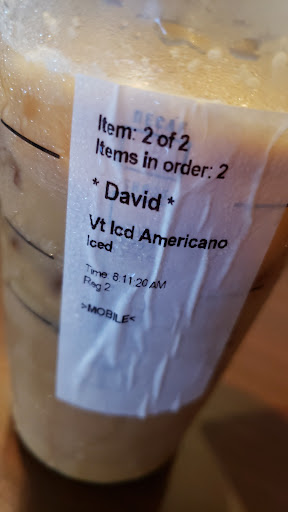 Item: 2 of 2
Items in order: 2
* David *
Vt Icd Americano
Iced
Time: 8:11:20 AM
Reg 2
>MOBILE<
DECAF